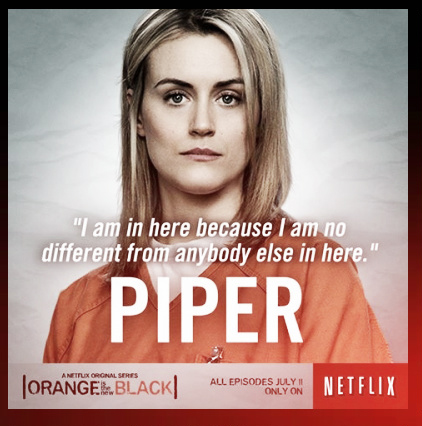 "I am in here because I am no
different from anybody else in here."
PIPER
A NETFLIX ORIGINAL SERIES
|ORANGE is the new BLACK|
ALL EPISODES JULY 11
ONLY ON
NETFLIX